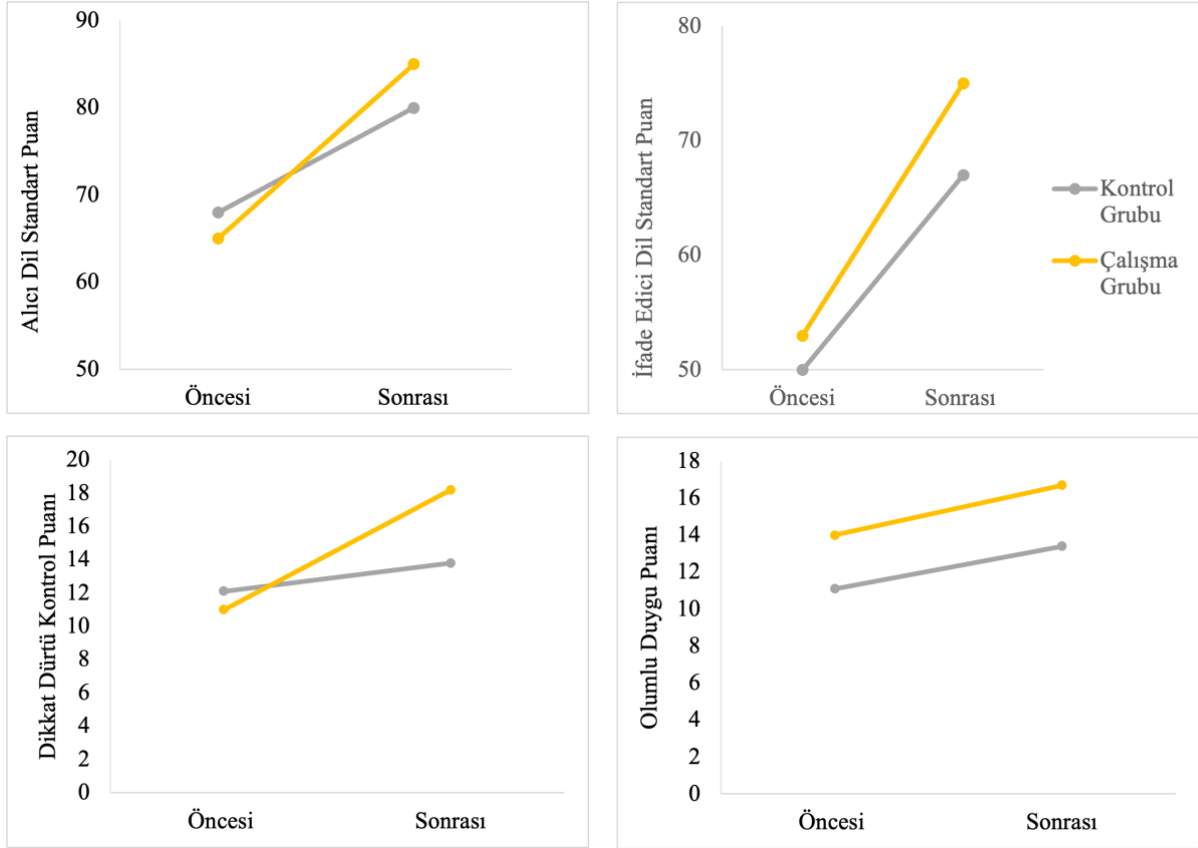 Alıcı Dil Standart Puan
90
80
70
60
50
Öncesi
Sonrası
İfade Edici Dil Standart Puan
80
70
60
50
Öncesi
Sonrası
Kontrol
Grubu
Çalışma
Grubu
Dikkat Dürtü Kontrol Puanı
20
18
16
14
12
10
8
6
4
2
0
Öncesi
Sonrası
Olumlu Duygu Puanı
18
16
14
12
10
8
6
4
2
0
Öncesi
Sonrası